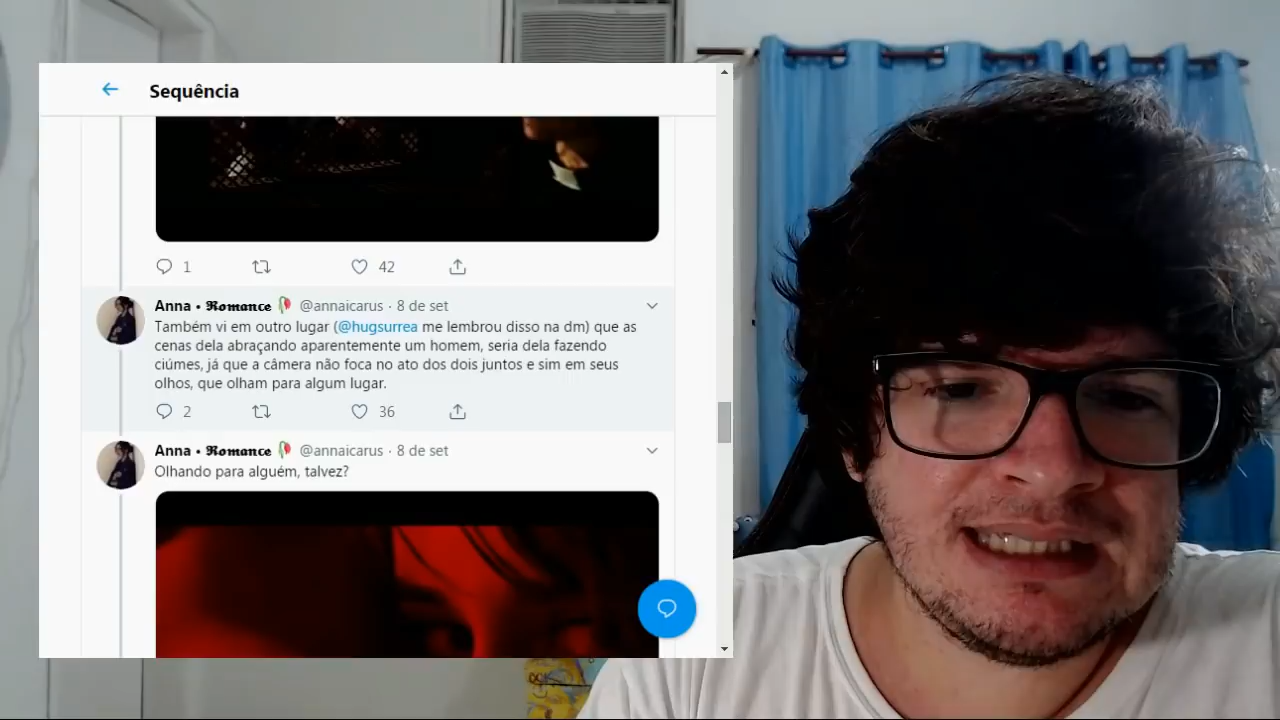 Sequência
1 42
Anna • Romance @annaicarus · 8 de set
Também vi em outro lugar (@hugsurrea me lembrou disso na dm) que as
cenas dela abraçando aparentemente um homem, seria dela fazendo
ciúmes, já que a câmera não foca no ato dos dois juntos e sim em seus
olhos, que olham para algum lugar.
2 36
Anna • Romance @annaicarus · 8 de set
Olhando para alguém, talvez?